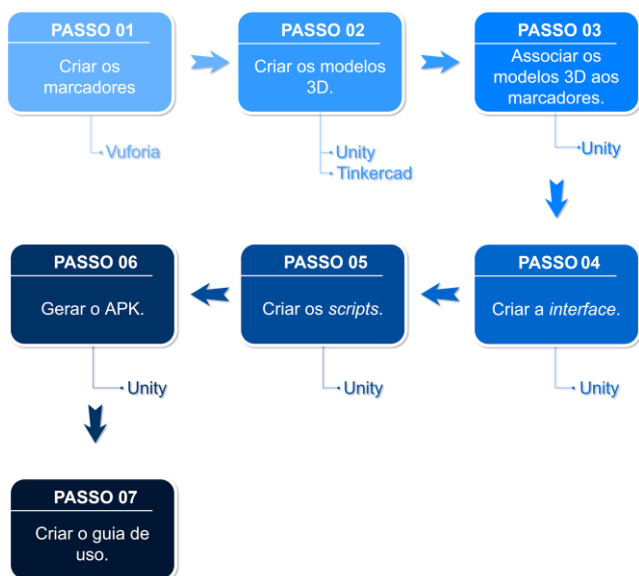 PASSO 01
Criar os
marcadores
Vuforia
PASSO 02
Criar os modelos
3D.
Unity
Tinkercad
PASSO 03
Associar os
modelos 3D aos
marcadores.
Unity
PASSO 04
Criar a interface.
Unity
PASSO 05
Criar os scripts.
Unity
PASSO 06
Gerar o APK.
Unity
PASSO 07
Criar o guia de
uso.